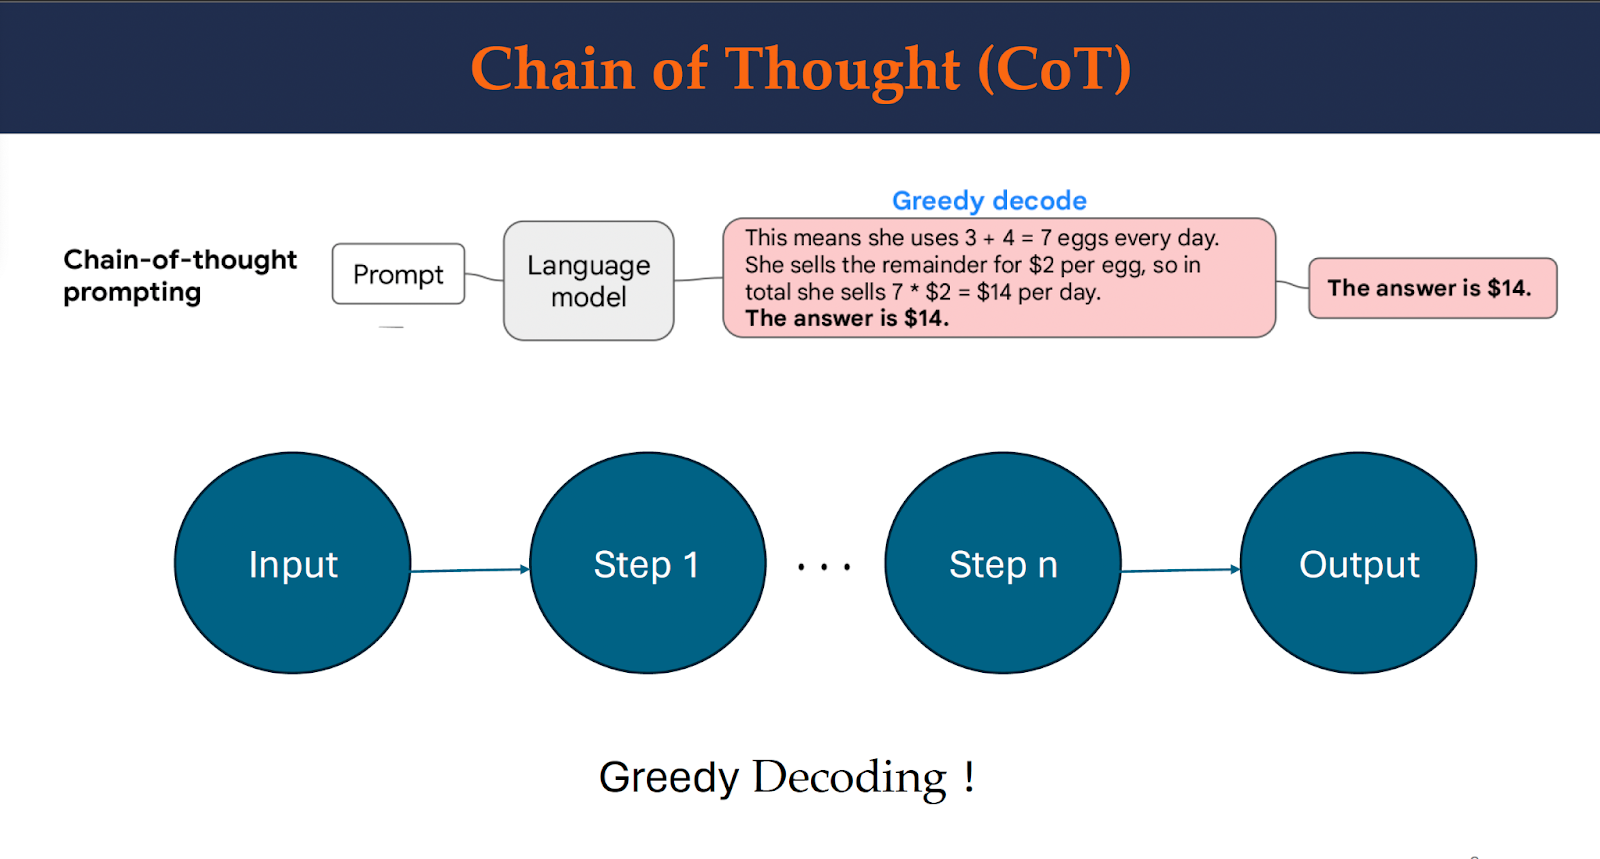 Chain of Thought (CoT)
Greedy decode
Chain-of-thought
prompting
Prompt
Language
model
This means she uses 3 + 4 = 7 eggs every day.
She sells the remainder for $2 per egg, so in
total she sells 7 * $2 = $14 per day.
The answer is $14.
The answer is $14.
Input
Step 1
. . .
Step n
Output
Greedy Decoding !